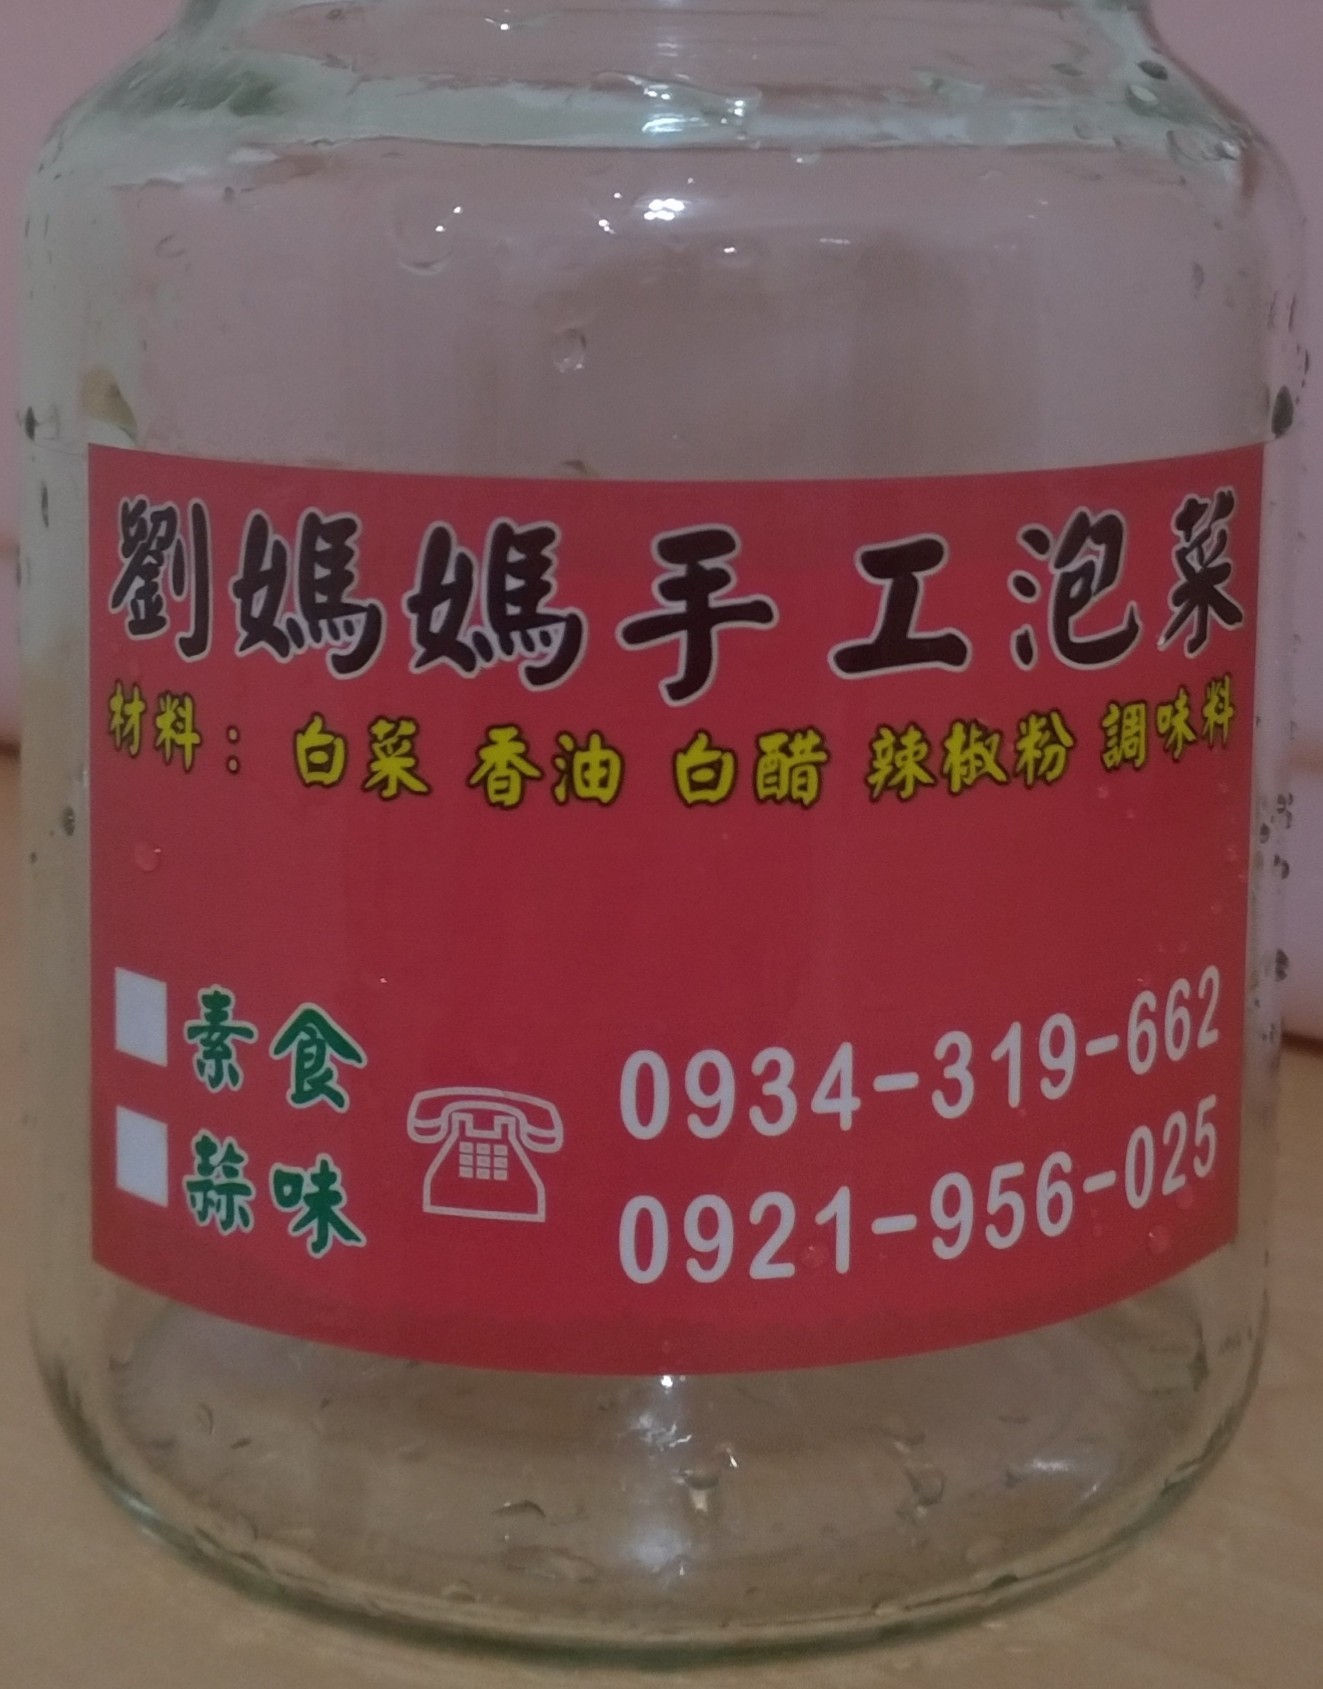 劉媽媽手工泡菜
材料： 白菜 香油 白醋 辣椒粉 調味料
素食
蒜味
0934-319-662
0921-956-025